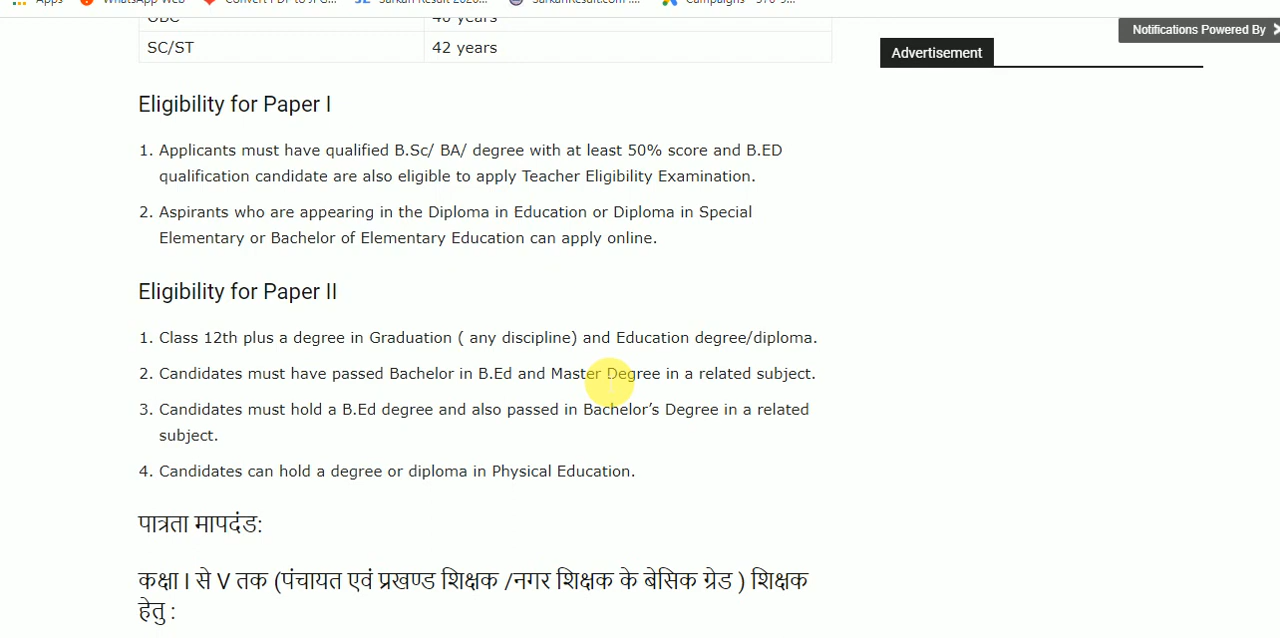 Apps WhatsApp Web Convert PDF to JPG... Sarkari Result 2020... SarkariResult.com:... Campaigns - 970-9...
OBC 40 years
Notifications Powered By
SC/ST 42 years
Advertisement
Eligibility for Paper I
1. Applicants must have qualified B.Sc/ BA/ degree with at least 50% score and B.ED
qualification candidate are also eligible to apply Teacher Eligibility Examination.
2. Aspirants who are appearing in the Diploma in Education or Diploma in Special
Elementary or Bachelor of Elementary Education can apply online.
Eligibility for Paper II
1. Class 12th plus a degree in Graduation ( any discipline) and Education degree/diploma.
2. Candidates must have passed Bachelor in B.Ed and Master Degree in a related subject.
3. Candidates must hold a B.Ed degree and also passed in Bachelor’s Degree in a related
subject.
4. Candidates can hold a degree or diploma in Physical Education.
पात्रता मापदंड:
कक्षा I से V तक (पंचायत एवं प्रखण्ड शिक्षक /नगर शिक्षक के बेसिक ग्रेड ) शिक्षक
हेतु :